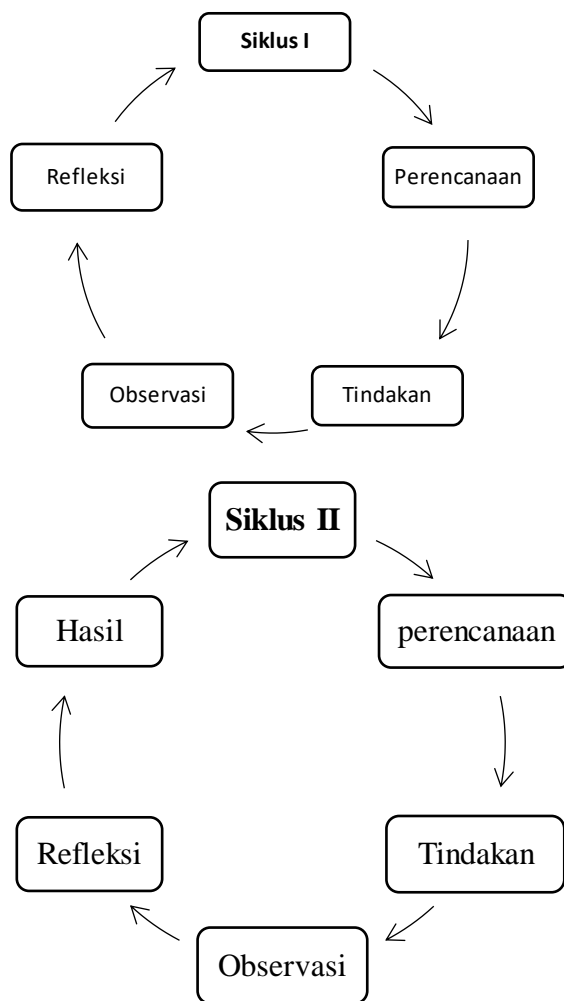 Siklus I
Refleksi
Perencanaan
Observasi
Tindakan
Siklus II
Hasil
perencanaan
Refleksi
Tindakan
Observasi